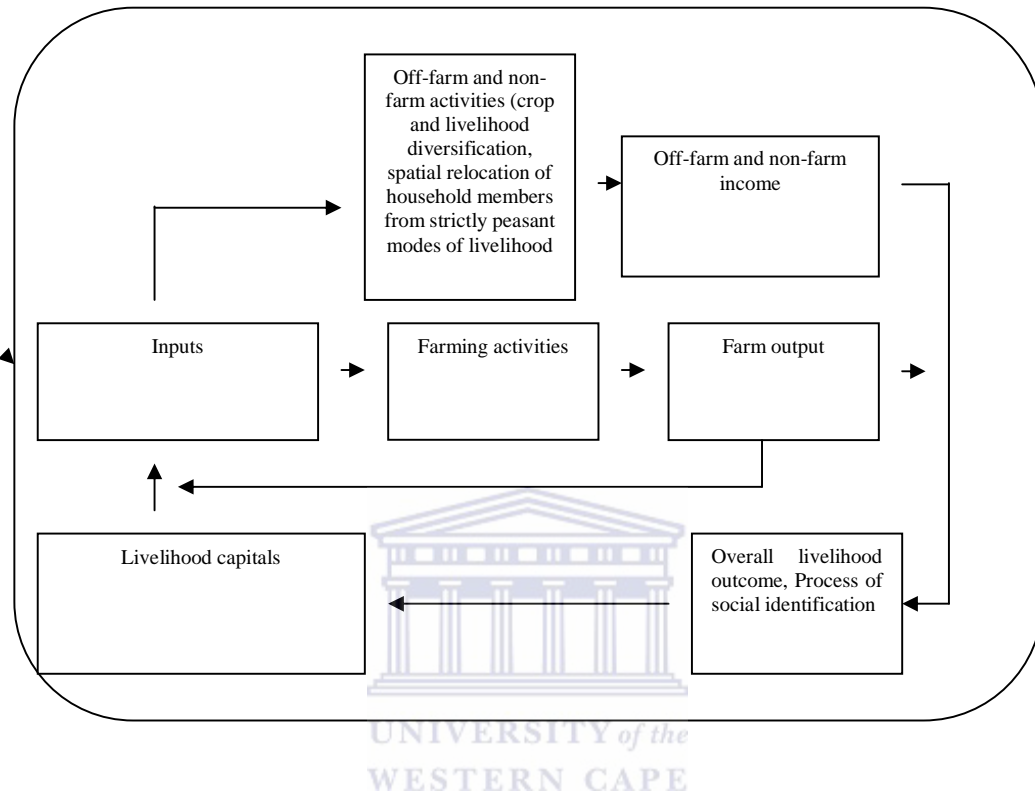 Off-farm and non-
farm activities (crop
and livelihood
diversification,
spatial relocation of
household members
from strictly peasant
modes of livelihood
Off-farm and non-farm
income
Inputs
Farming activities
Farm output
Livelihood capitals
Overall livelihood
outcome, Process of
social identification
UNIVERSITY of the
WESTERN CAPE